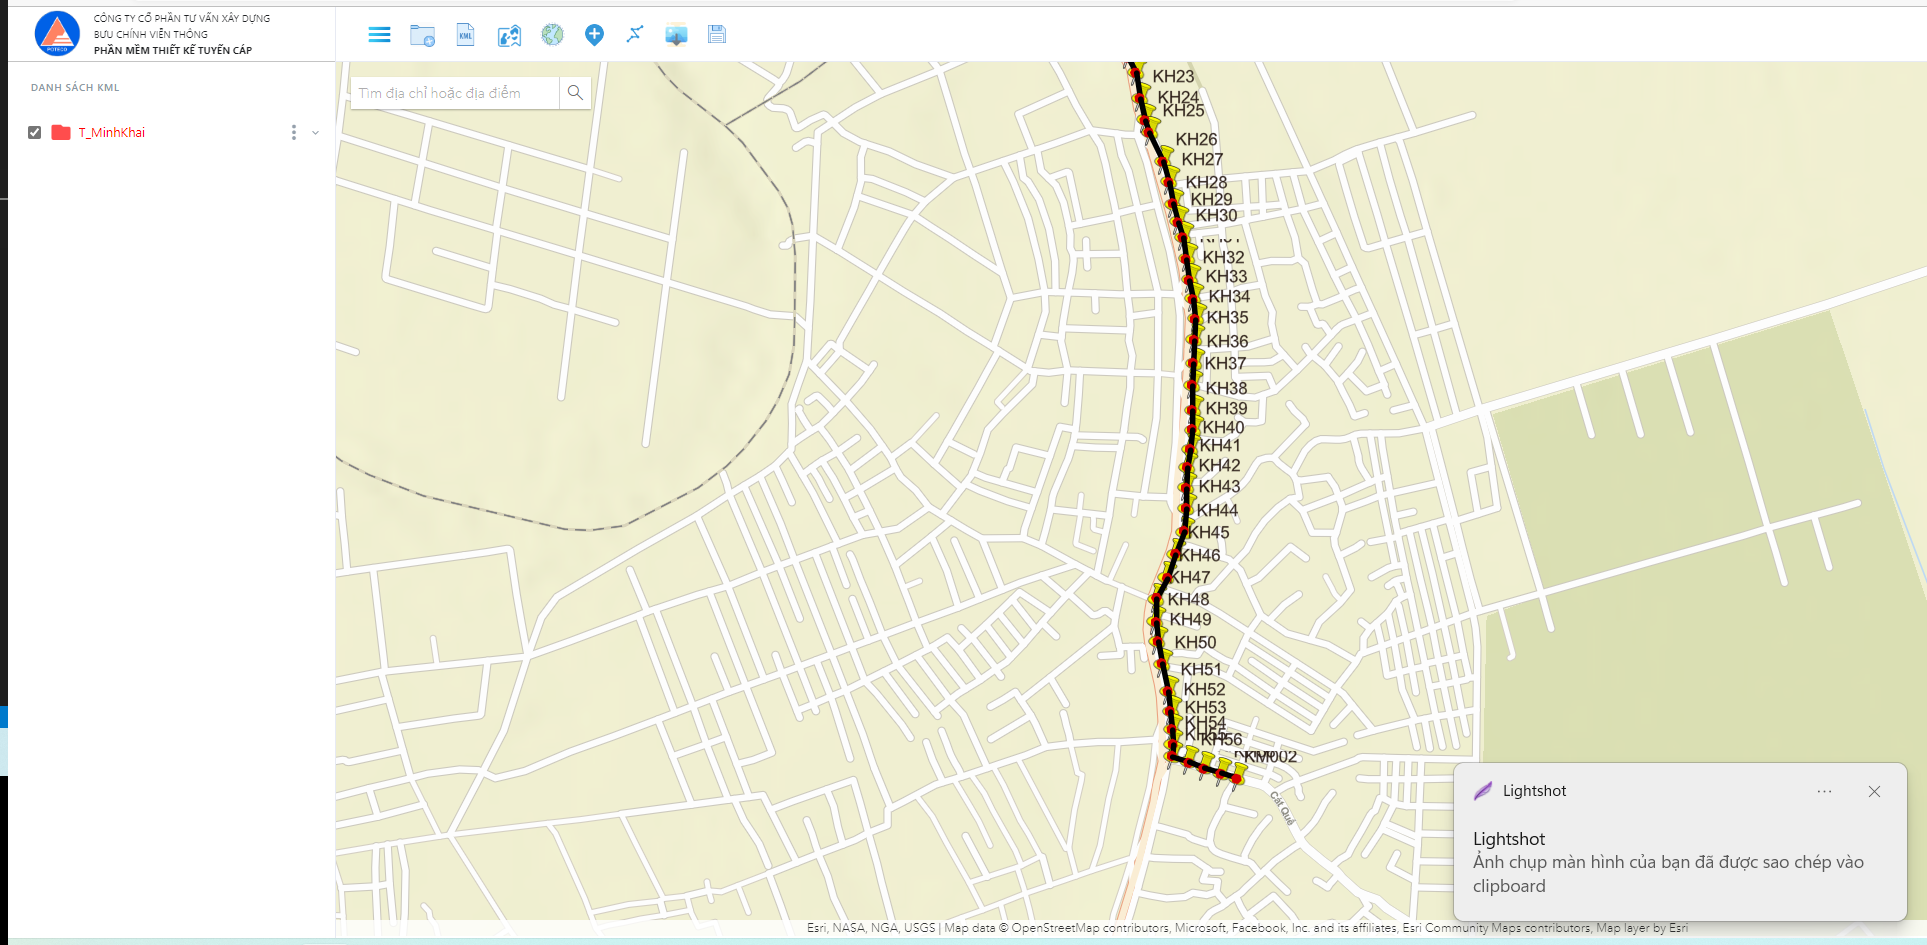 CÔNG TY CỔ PHẦN TƯ VẤN XÂY DỰNG
BƯU CHÍNH VIỄN THÔNG
PHẦN MỀM THIẾT KẾ TUYẾN CÁP
POTECO
KML
DANH SÁCH KML
T_MinhKhai
Tìm địa chỉ hoặc địa điểm
KH23
KH24
KH25
KH26
KH27
KH28
KH29
KH30
KH32
KH33
KH34
KH35
KH36
KH37
KH38
KH39
KH40
KH41
KH42
KH43
KH44
KH45
KH46
KH47
KH48
KH49
KH50
KH51
KH52
KH53
KH54
KH55
KH56
KM002
Cát Quế
Lightshot
Lightshot
Ảnh chụp màn hình của bạn đã được sao chép vào
clipboard
Esri, NASA, NGA, USGS | Map data © OpenStreetMap contributors, Microsoft, Facebook, Inc. and its affiliates, Esri Community Maps contributors, Map layer by Esri